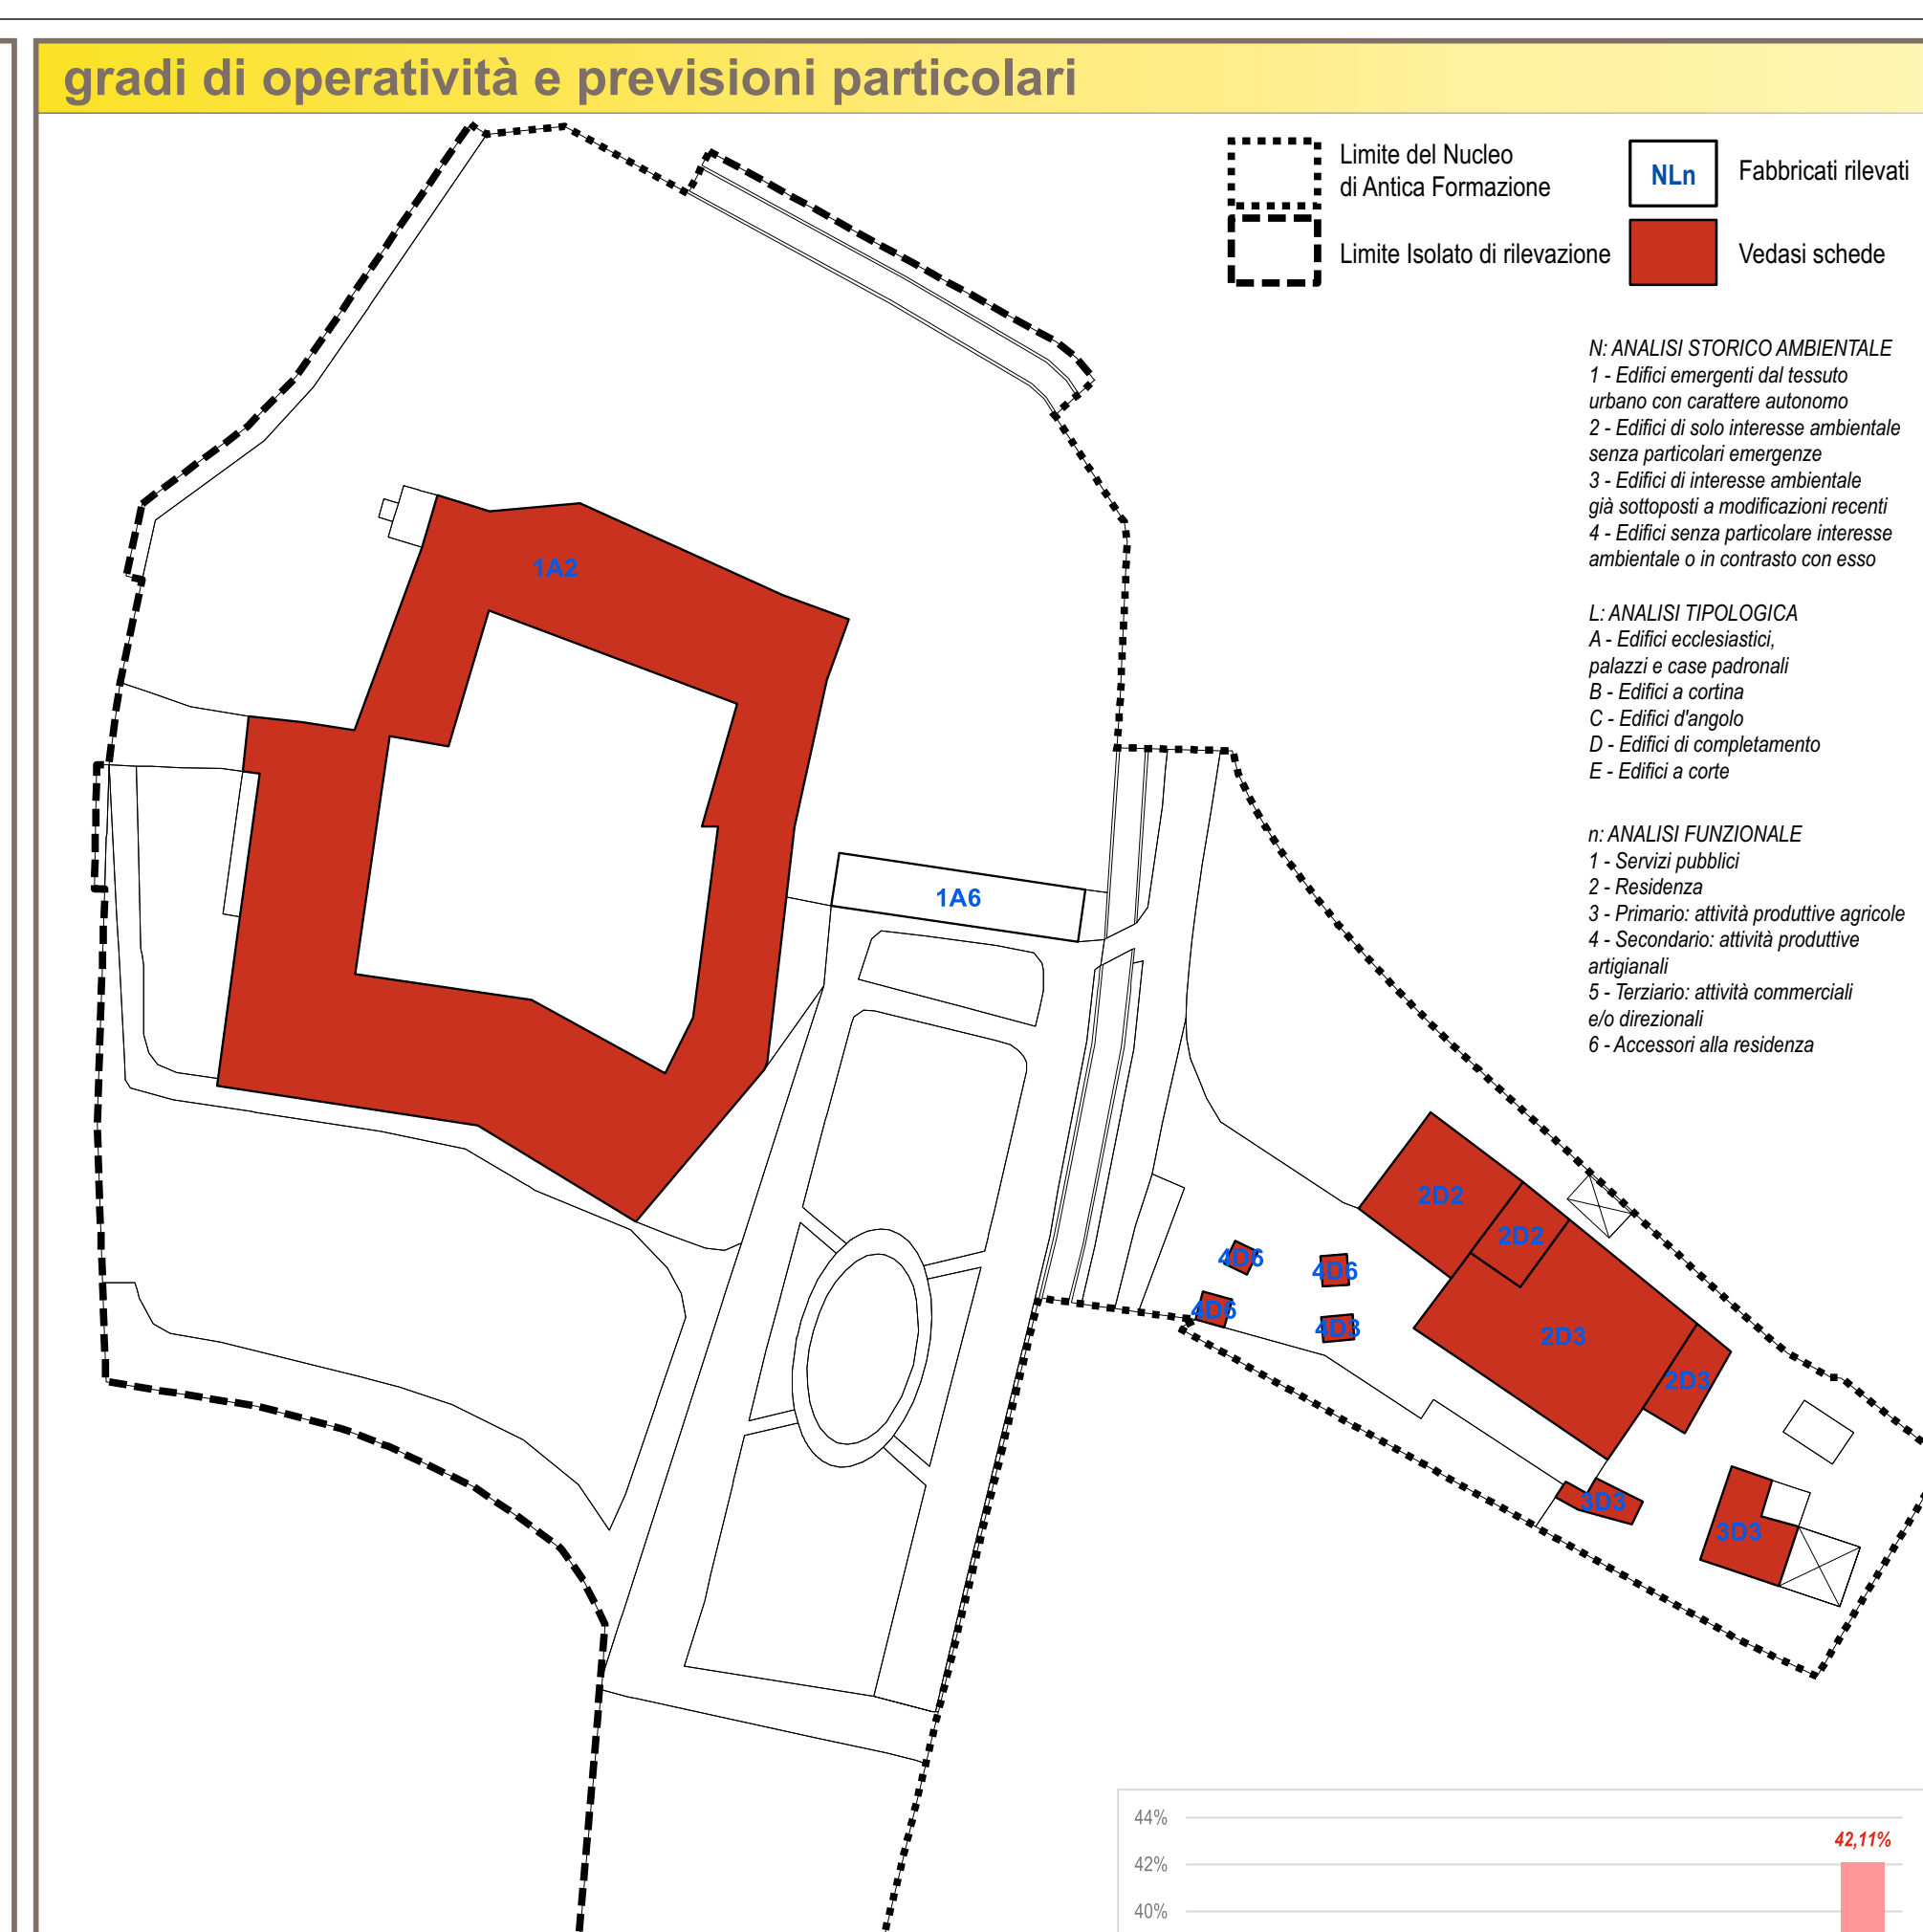 gradi di operatività e previsioni particolari
Limite del Nucleo
di Antica Formazione
Limite Isolato di rilevazione
NLn
Fabbricati rilevati
Vedasi schede
N: ANALISI STORICO AMBIENTALE
1 - Edifici emergenti dal tessuto
urbano con carattere autonomo
2 - Edifici di solo interesse ambientale
senza particolari emergenze
3 - Edifici di interesse ambientale
già sottoposti a modificazioni recenti
4 - Edifici senza particolare interesse
ambientale o in contrasto con esso
L: ANALISI TIPOLOGICA
A - Edifici ecclesiastici,
palazzi e case padronali
B - Edifici a cortina
C - Edifici d'angolo
D - Edifici di completamento
E - Edifici a corte
n: ANALISI FUNZIONALE
1 - Servizi pubblici
2 - Residenza
3 - Primario: attività produttive agricole
4 - Secondario: attività produttive
artigianali
5 - Terziario: attività commerciali
e/o direzionali
6 - Accessori alla residenza
1A2
1A6
2D2
2D2
4D6
4D6
4D6
4D3
2D3
2D3
3D3
3D3
44%
42,11%
42%
40%